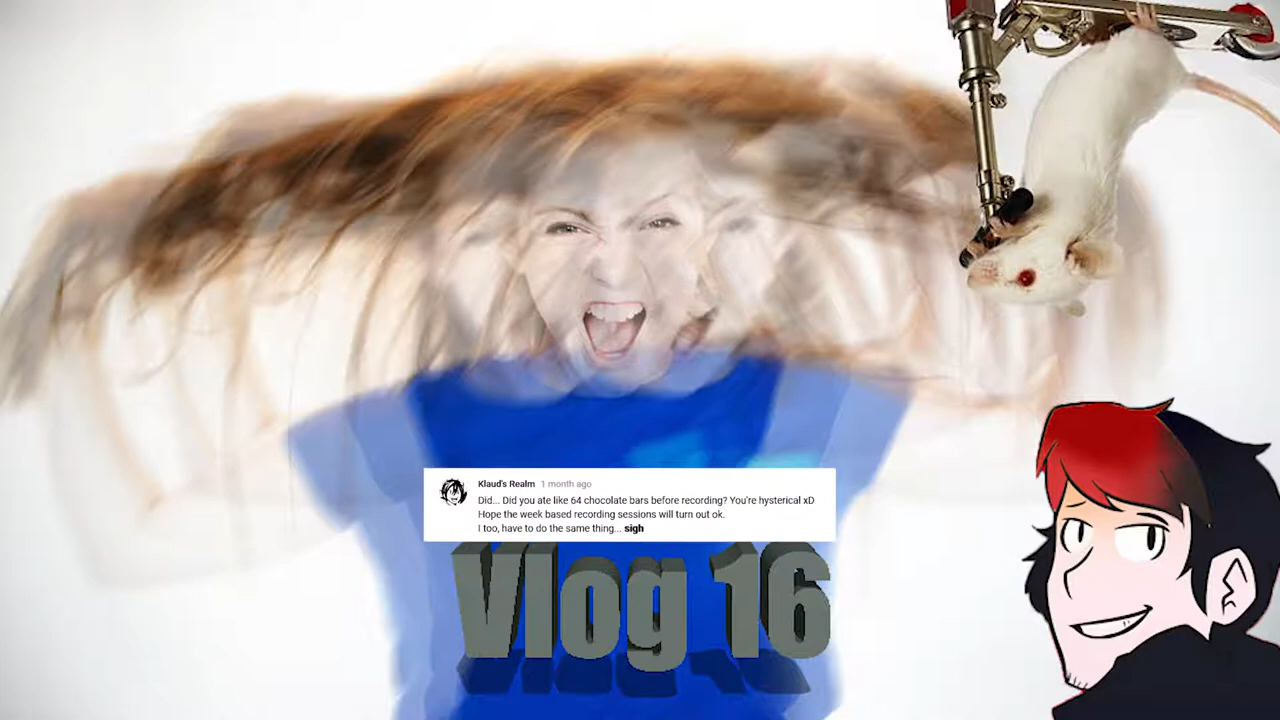 Klaud's Realm 1 month ago
Did... Did you ate like 64 chocolate bars before recording? You're hysterical xD
Hope the week based recording sessions will turn out ok.
I too, have to do the same thing... sigh
Vlog 16